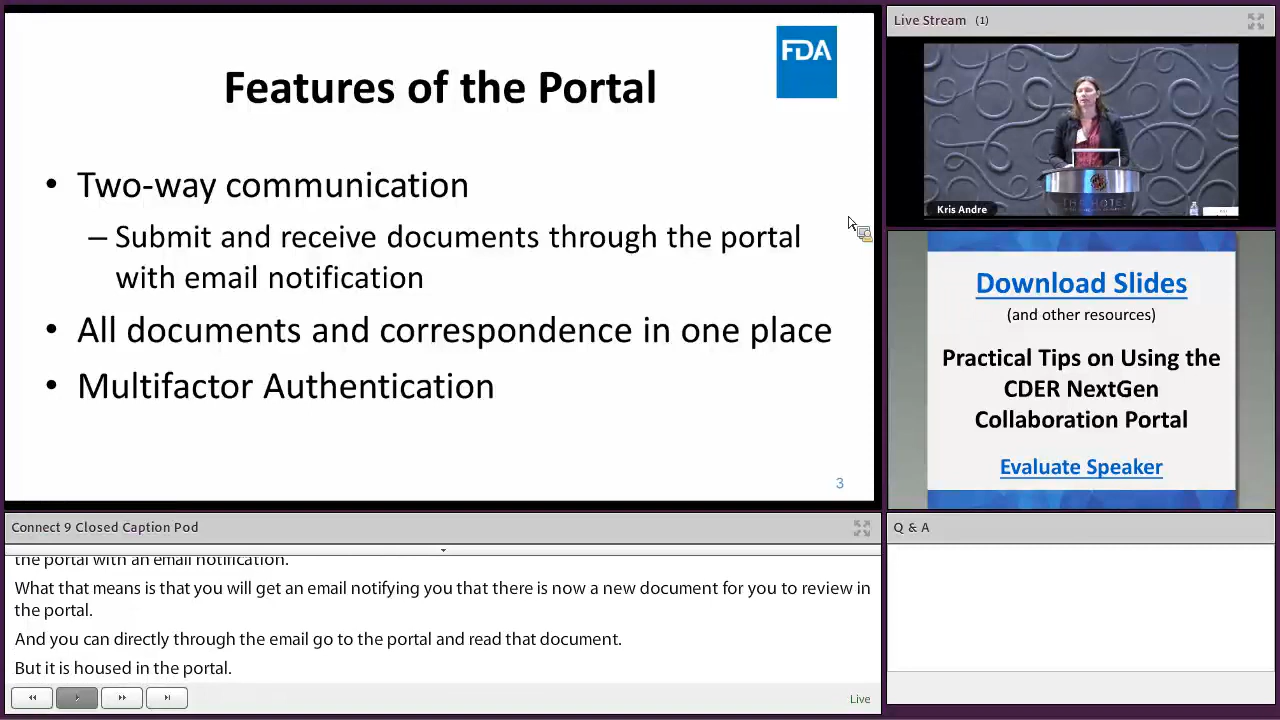 FDA
Features of the Portal
• Two-way communication
– Submit and receive documents through the portal
with email notification
• All documents and correspondence in one place
• Multifactor Authentication
3
Live Stream (1)
Kris Andre
Download Slides
(and other resources)
Practical Tips on Using the
CDER NextGen
Collaboration Portal
Evaluate Speaker
Connect 9 Closed Caption Pod
the portal with an email notification.
What that means is that you will get an email notifying you that there is now a new document for you to review in
the portal.
And you can directly through the email go to the portal and read that document.
But it is housed in the portal.
Live
Q & A